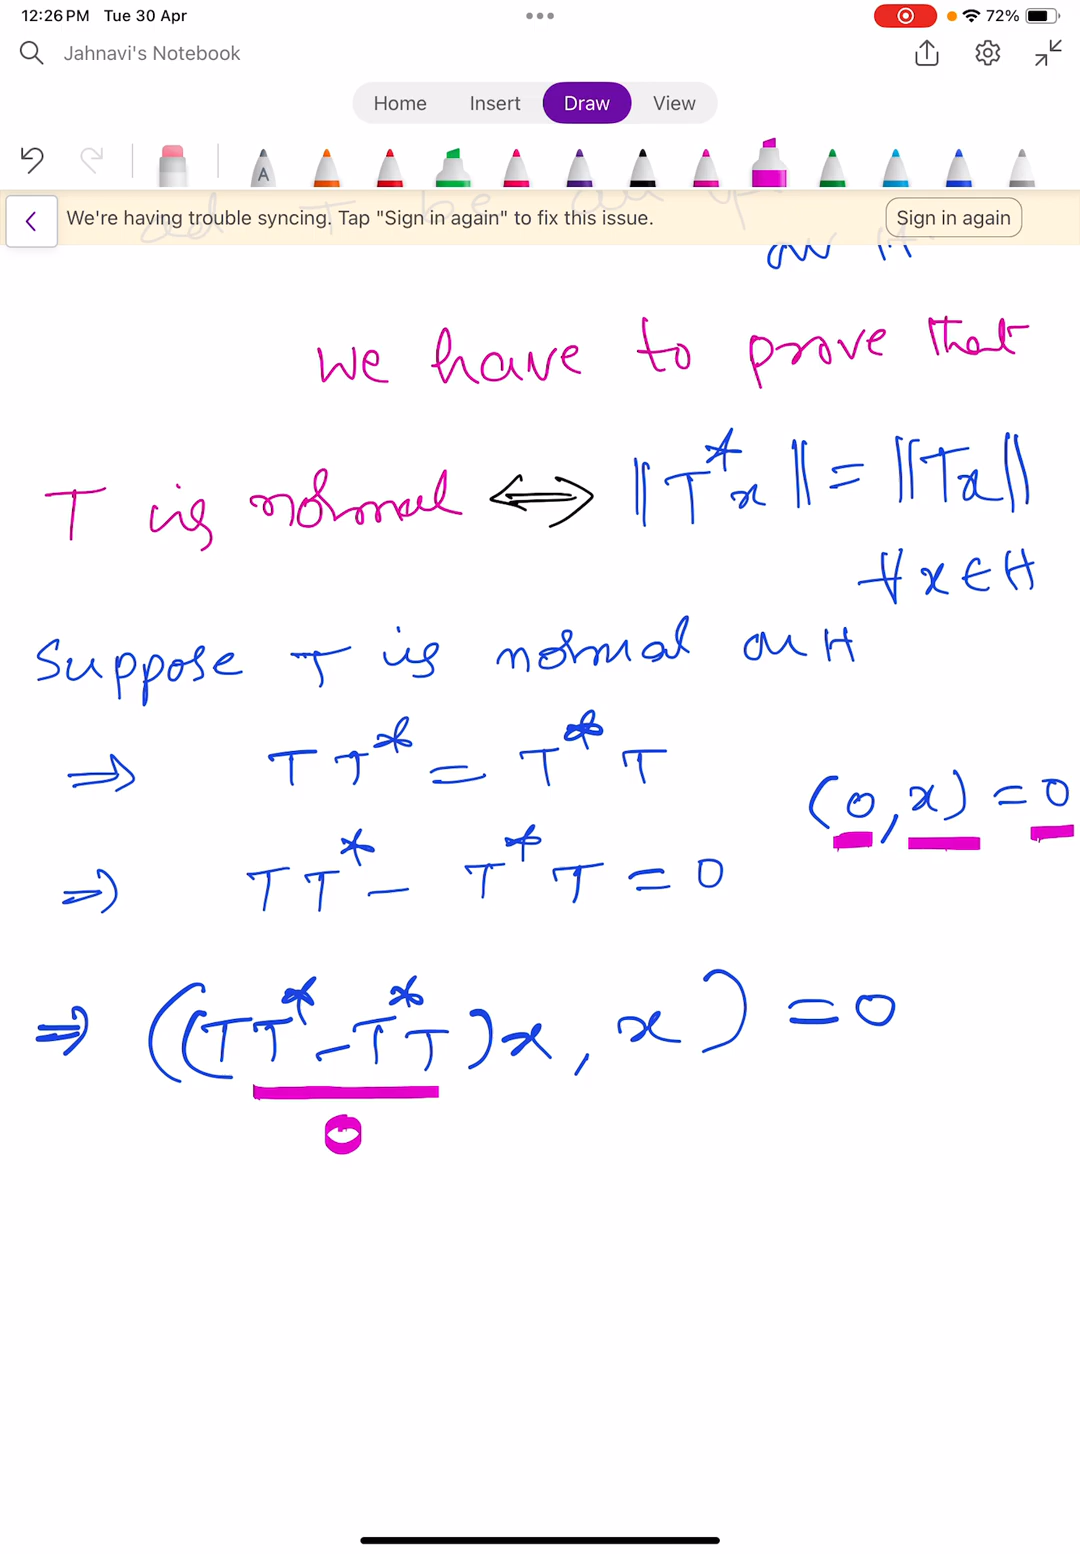 12:26 PM Tue 30 Apr
72%
Jahnavi's Notebook
Home Insert Draw View
A
We're having trouble syncing. Tap "Sign in again" to fix this issue. Sign in again
on H
we have to prove that
T is normal ⟺ ||T*x|| = ||Tx||
∀ x ∈ H
Suppose T is normal on H
⇒ TT* = T*T
(0, x) = 0
⇒ TT* - T*T = 0
⇒ ((TT* - T*T)x, x) = 0
0